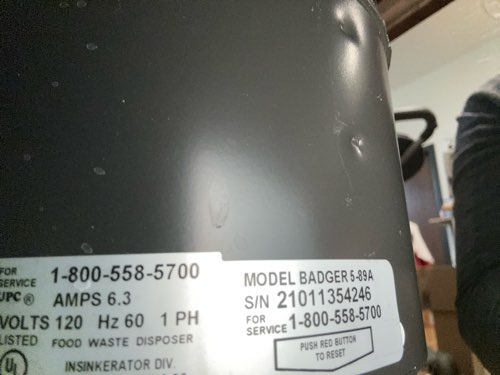 FOR
SERVICE 1-800-558-5700
UPC® AMPS 6.3
VOLTS 120 Hz 60 1 PH
LISTED FOOD WASTE DISPOSER
UL
INSINKERATOR DIV.
MODEL BADGER 5-89A
S/N 21011354246
FOR
SERVICE 1-800-558-5700
PUSH RED BUTTON
TO RESET